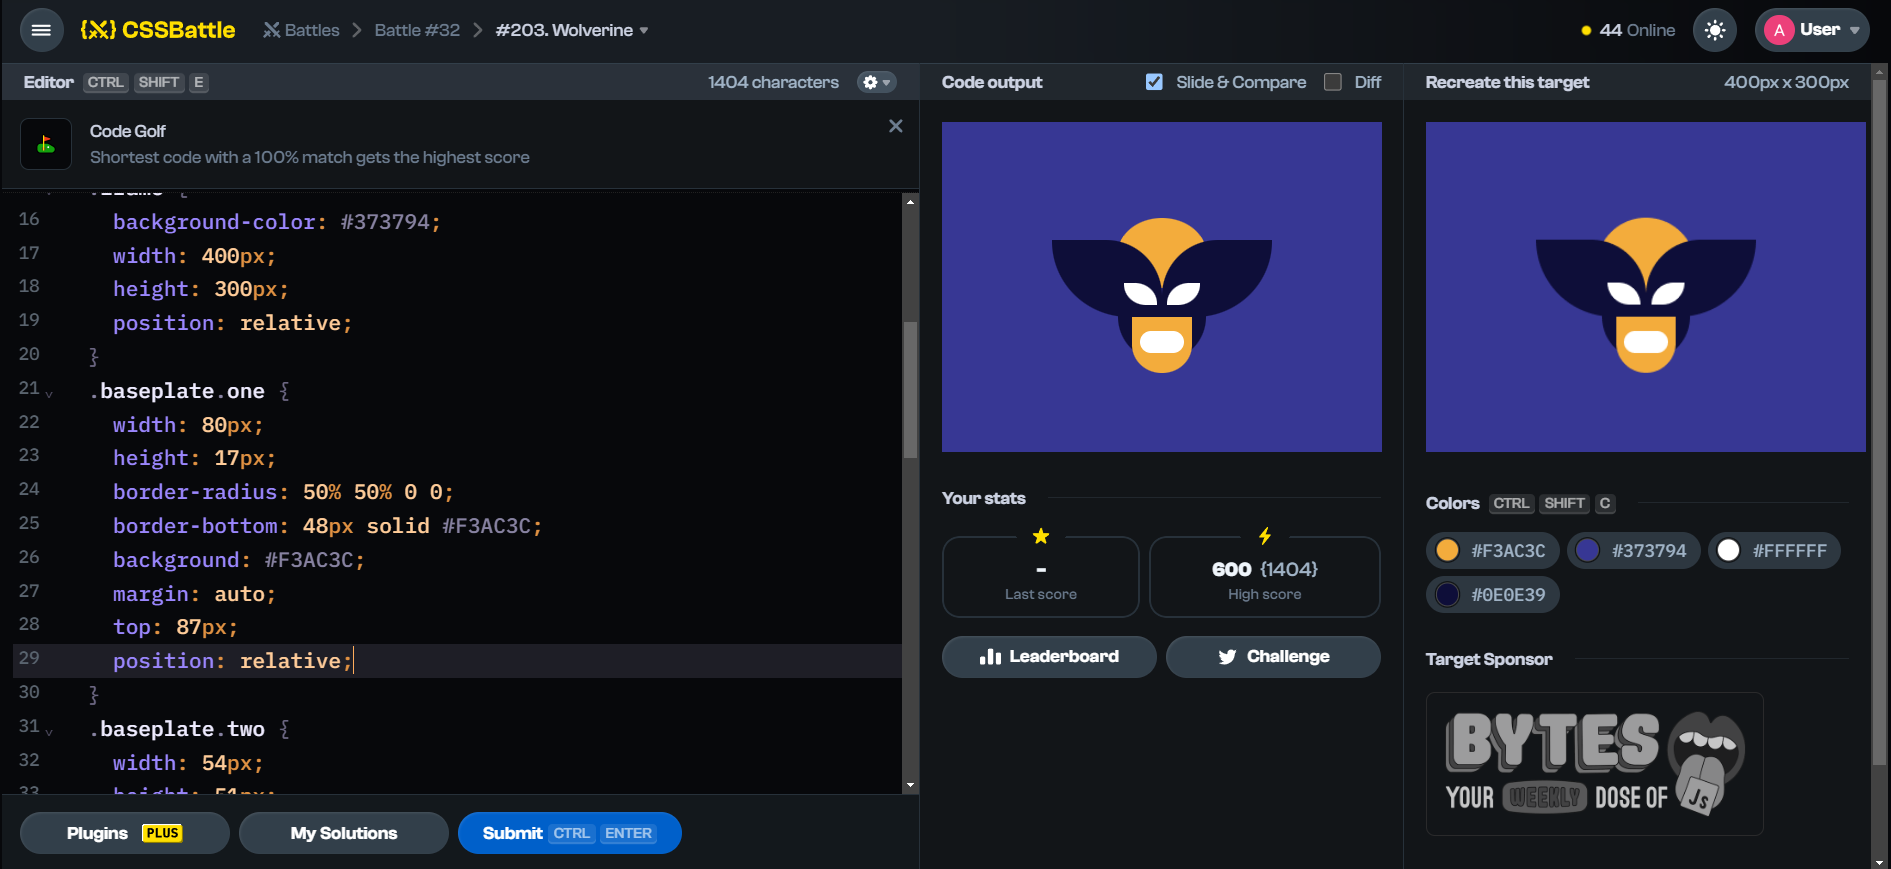 {X} CSSBattle
Battles
Battle #32
#203. Wolverine
44 Online
A User
Editor CTRL SHIFT E
1404 characters
Code output
Slide & Compare
Diff
Recreate this target
400px x 300px
Code Golf
Shortest code with a 100% match gets the highest score
16 background-color: #373794;
17 width: 400px;
18 height: 300px;
19 position: relative;
20 }
21 .baseplate.one {
22 width: 80px;
23 height: 17px;
24 border-radius: 50% 50% 0 0;
25 border-bottom: 48px solid #F3AC3C;
26 background: #F3AC3C;
27 margin: auto;
28 top: 87px;
29 position: relative;
30 }
31 .baseplate.two {
32 width: 54px;
33 height: 51px;
Plugins PLUS
My Solutions
Submit CTRL ENTER
Your stats
-
Last score
600 {1404}
High score
Leaderboard
Challenge
Colors CTRL SHIFT C
#F3AC3C
#373794
#FFFFFF
#0E0E39
Target Sponsor
BYTES
YOUR WEEKLY DOSE OF JS